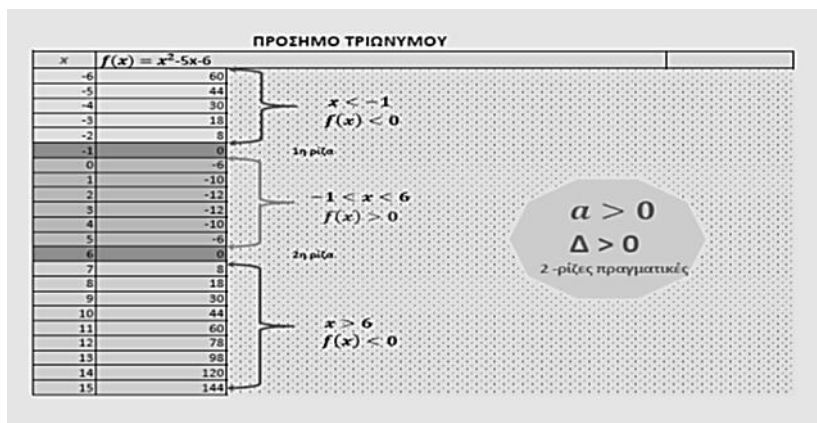 ΠΡΟΣΗΜΟ ΤΡΙΩΝΥΜΟΥ
x f(x) = x²-5x-6
-6 60
-5 44
-4 30
-3 18
-2 8
-1 0
0 -6
1 -10
2 -12
3 -12
4 -10
5 -6
6 0
7 8
8 18
9 30
10 44
11 60
12 78
13 98
14 120
15 144
x < −1
f(x) < 0
1η ρίζα
−1 < x < 6
f(x) > 0
2η ρίζα
x > 6
f(x) < 0
α > 0
Δ > 0
2 -ρίζες πραγματικές